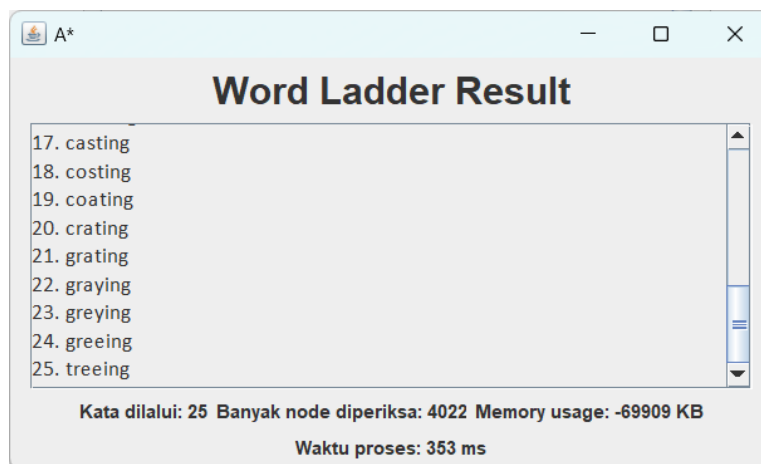 A*
Word Ladder Result
17. casting
18. costing
19. coating
20. crating
21. grating
22. graying
23. greying
24. greeing
25. treeing
Kata dilalui: 25 Banyak node diperiksa: 4022 Memory usage: -69909 KB
Waktu proses: 353 ms